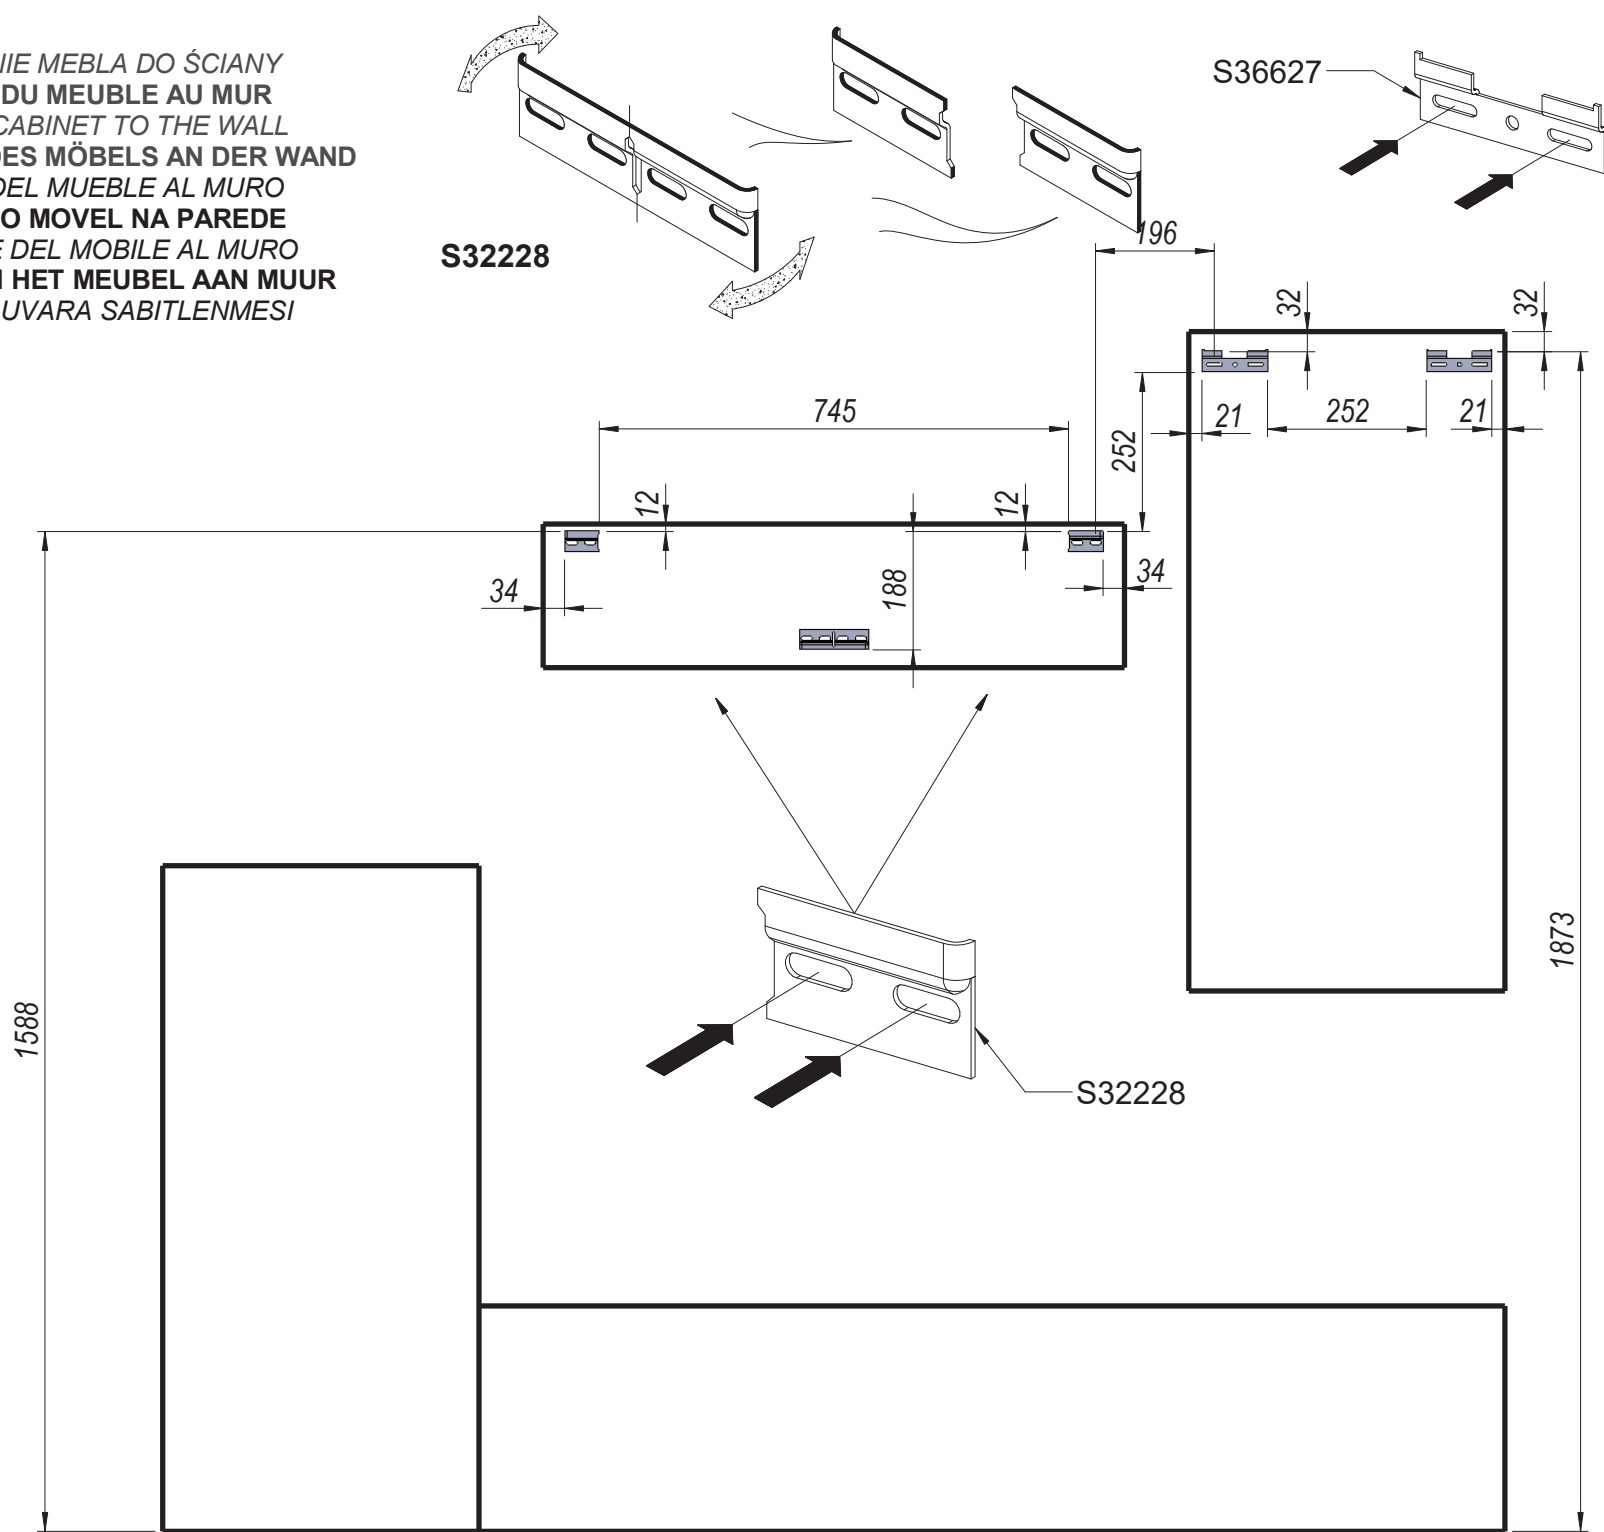 NIE MEBLA DO ŚCIANY
DU MEUBLE AU MUR
CABINET TO THE WALL
DES MÖBELS AN DER WAND
DEL MUEBLE AL MURO
O MOVEL NA PAREDE
E DEL MOBILE AL MURO
HET MEUBEL AAN MUUR
UVARA SABITLENMESI
S32228
S36627
196
32
32
745
252
21
252
21
12
12
34
188
34
1588
1873
S32228